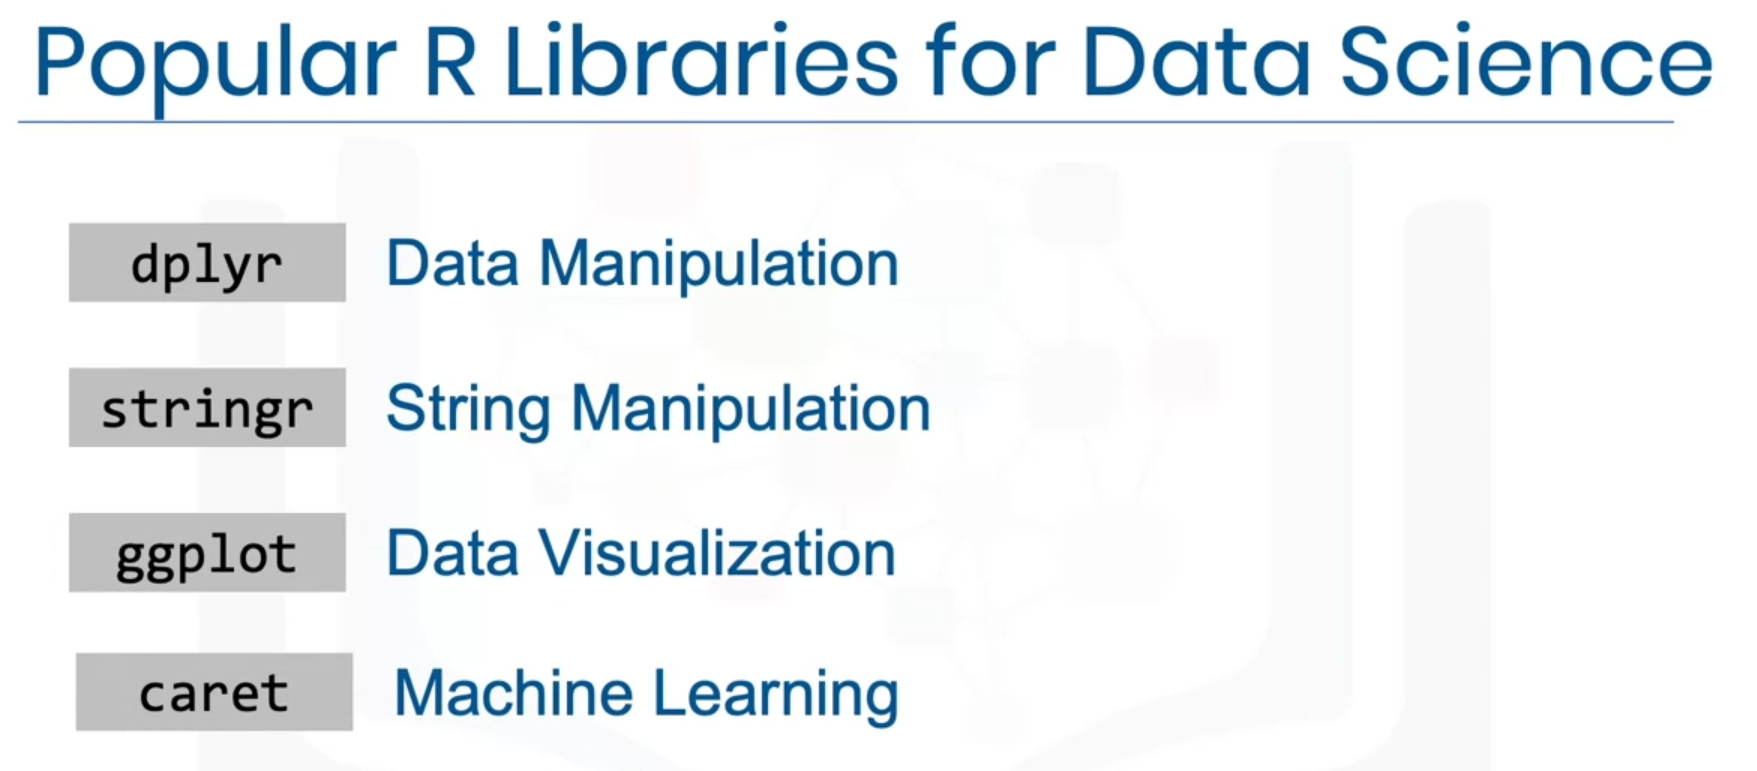 Popular R Libraries for Data Science
dplyr Data Manipulation
stringr String Manipulation
ggplot Data Visualization
caret Machine Learning